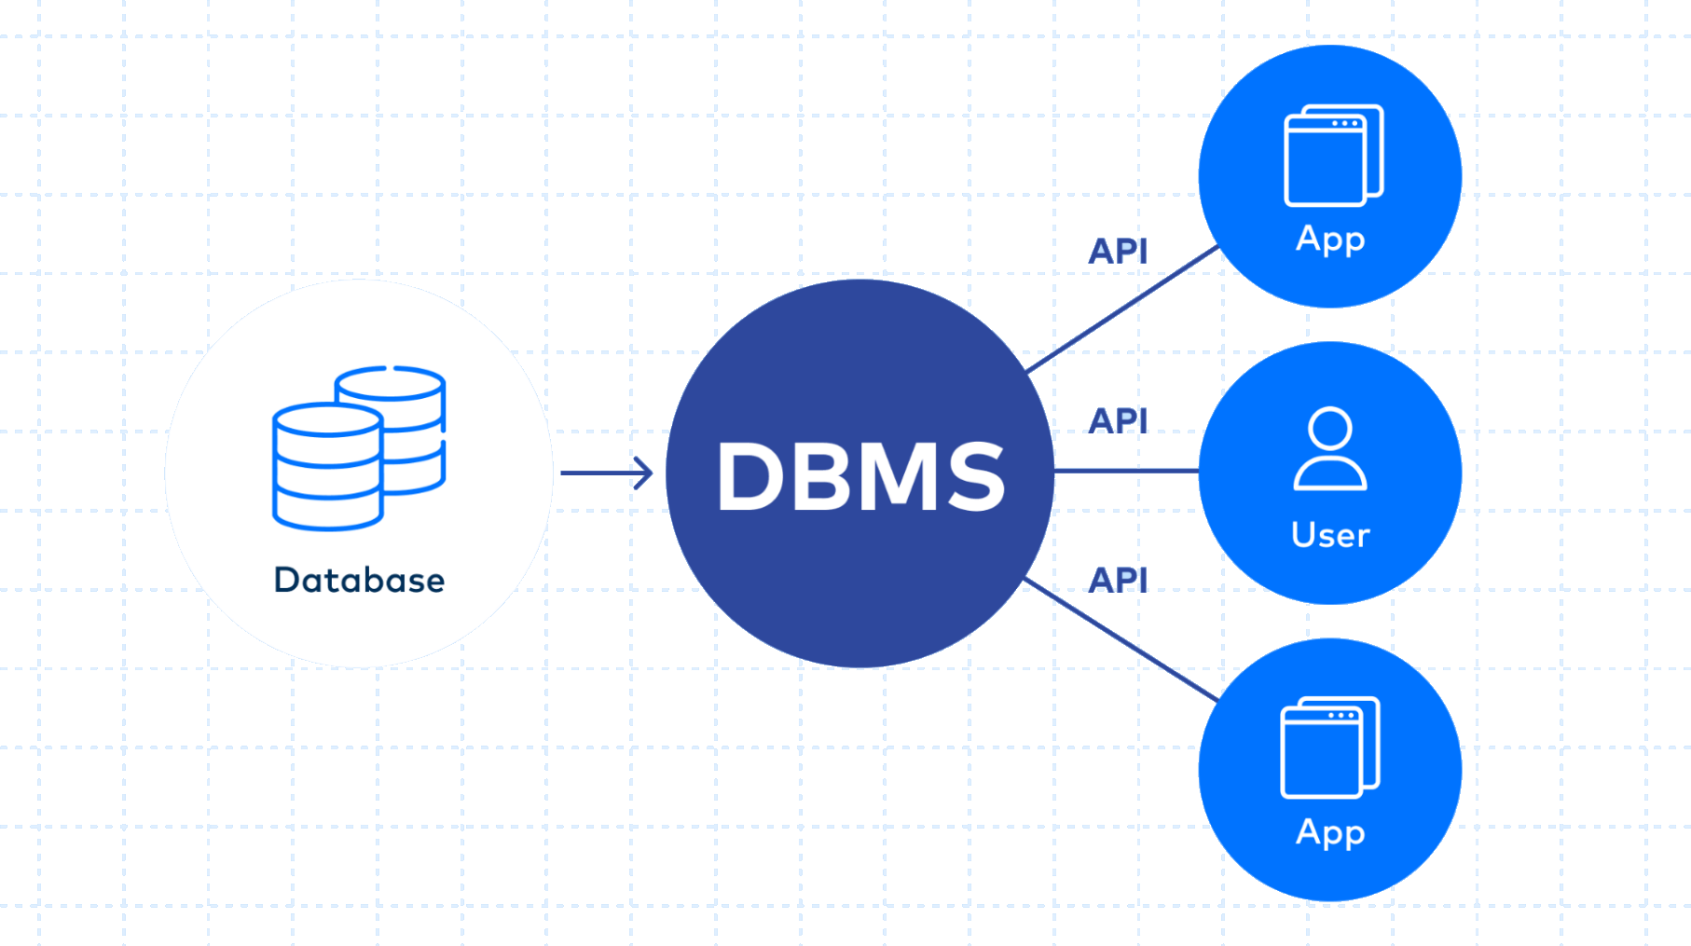 Database
DBMS
API
API
API
App
User
App